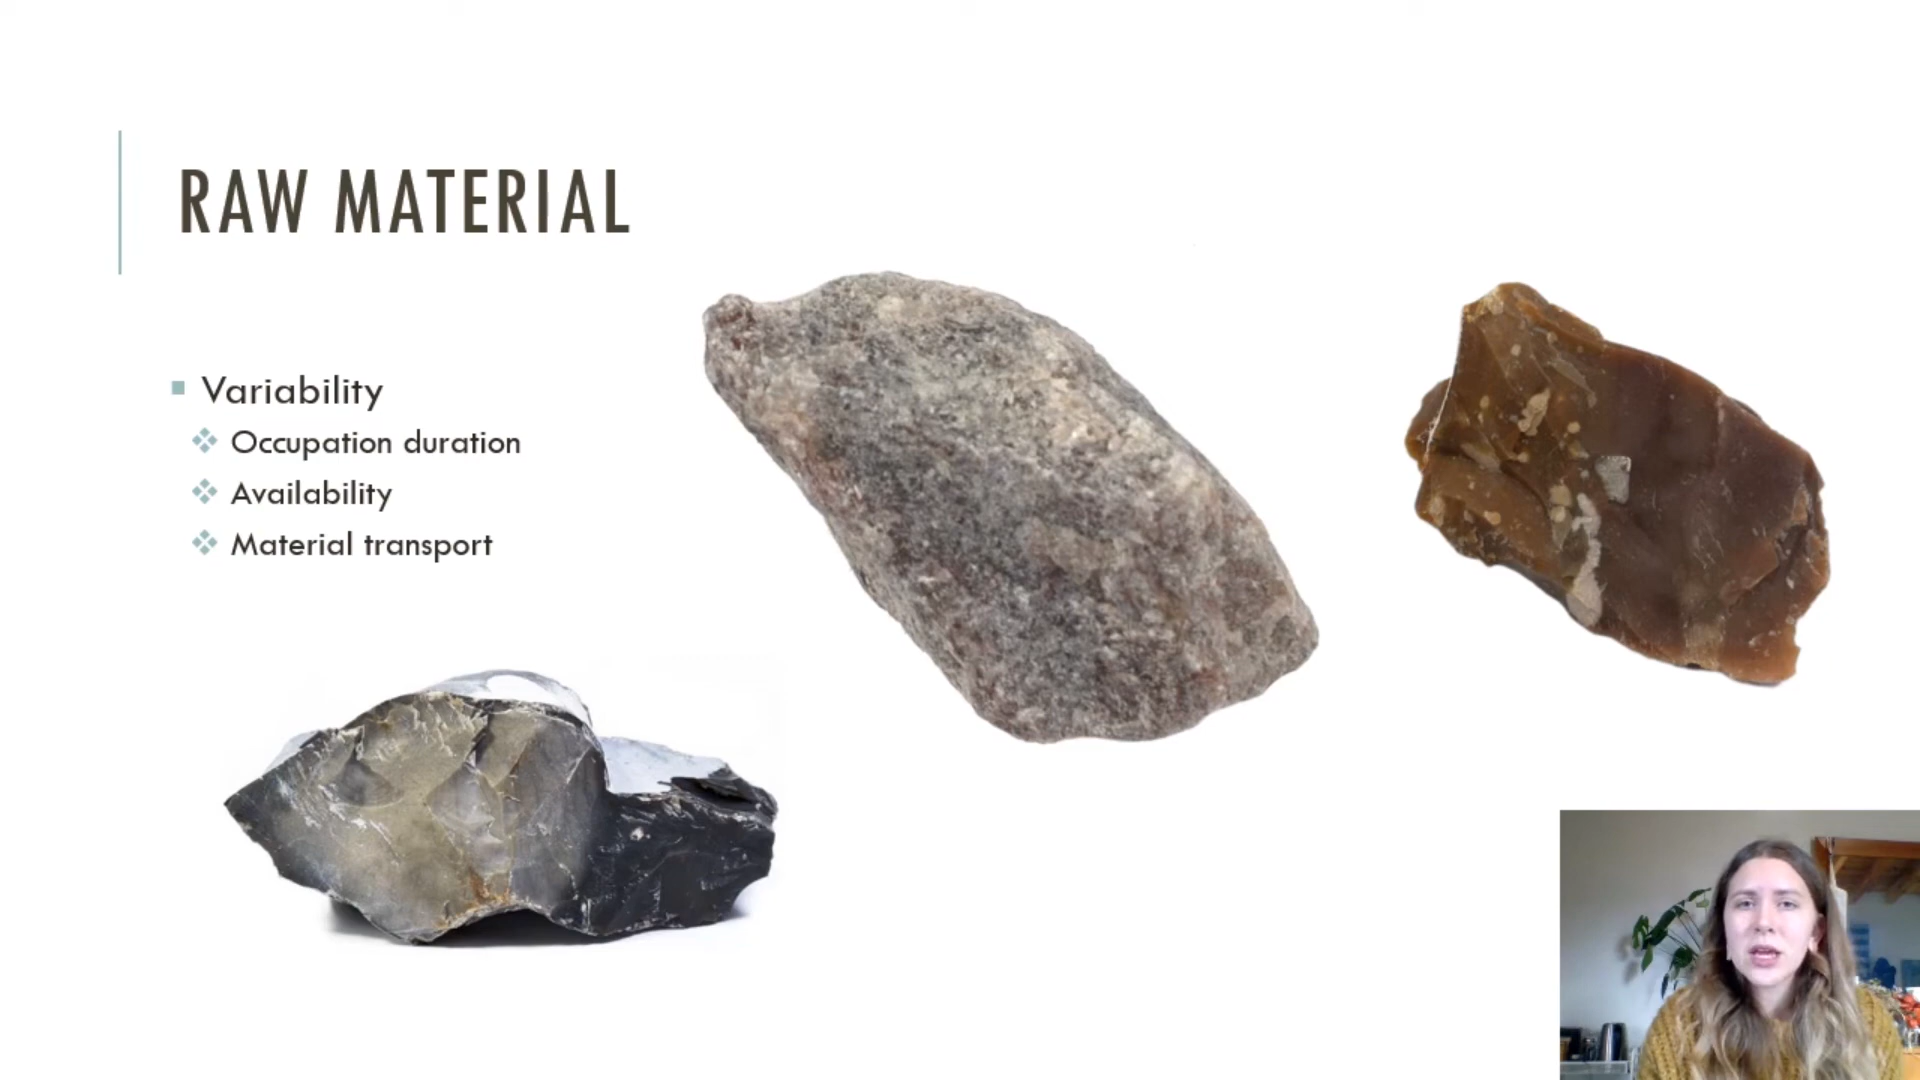 RAW MATERIAL
Variability
Occupation duration
Availability
Material transport